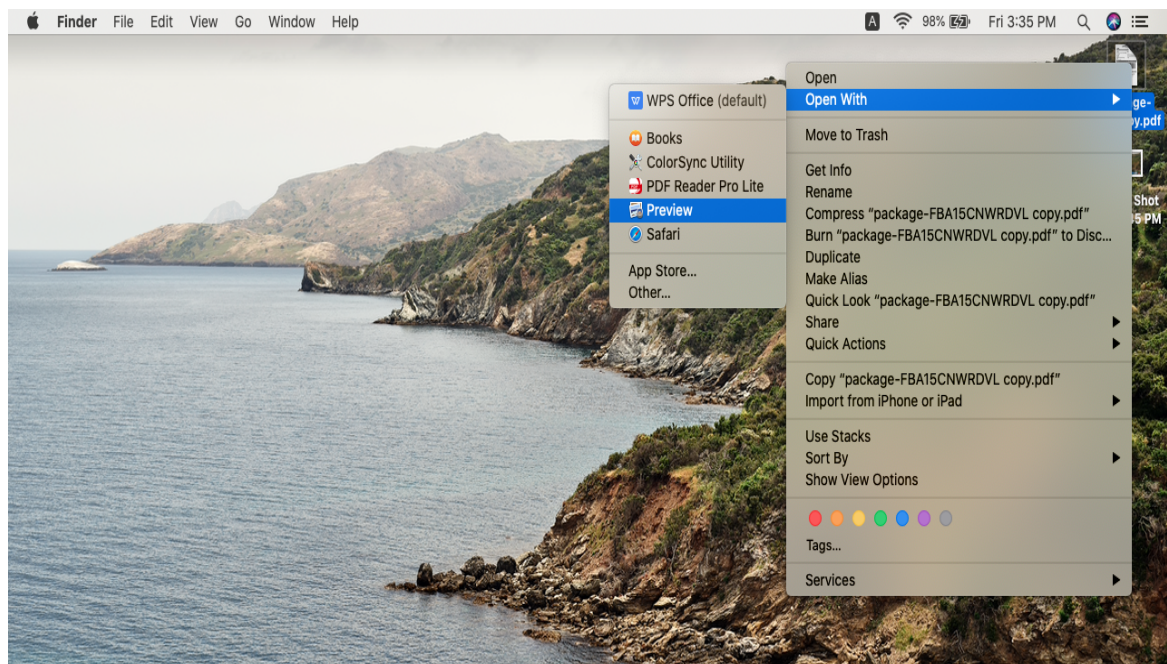 Finder File Edit View Go Window Help A 98% Fri 3:35 PM
WPS Office (default)
Books
ColorSync Utility
PDF Reader Pro Lite
Preview
Safari
App Store...
Other...
Open
Open With
Move to Trash
Get Info
Rename
Compress “package-FBA15CNWRDVL copy.pdf”
Burn “package-FBA15CNWRDVL copy.pdf” to Disc...
Duplicate
Make Alias
Quick Look “package-FBA15CNWRDVL copy.pdf”
Share
Quick Actions
Copy “package-FBA15CNWRDVL copy.pdf”
Import from iPhone or iPad
Use Stacks
Sort By
Show View Options
Tags...
Services
ge-
y.pdf
Shot
5 PM